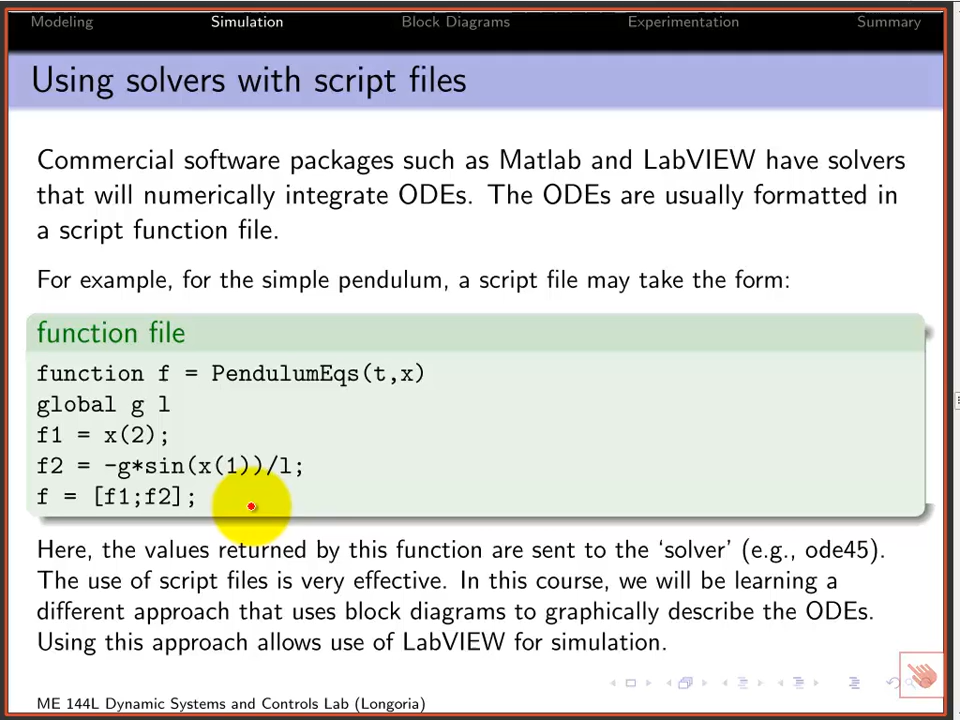 Modeling Simulation Block Diagrams Experimentation Summary
Using solvers with script files
Commercial software packages such as Matlab and LabVIEW have solvers
that will numerically integrate ODEs. The ODEs are usually formatted in
a script function file.
For example, for the simple pendulum, a script file may take the form:
function file
function f = PendulumEqs(t,x)
global g l
f1 = x(2);
f2 = -g*sin(x(1))/l;
f = [f1;f2];
Here, the values returned by this function are sent to the ‘solver’ (e.g., ode45).
The use of script files is very effective. In this course, we will be learning a
different approach that uses block diagrams to graphically describe the ODEs.
Using this approach allows use of LabVIEW for simulation.
ME 144L Dynamic Systems and Controls Lab (Longoria)